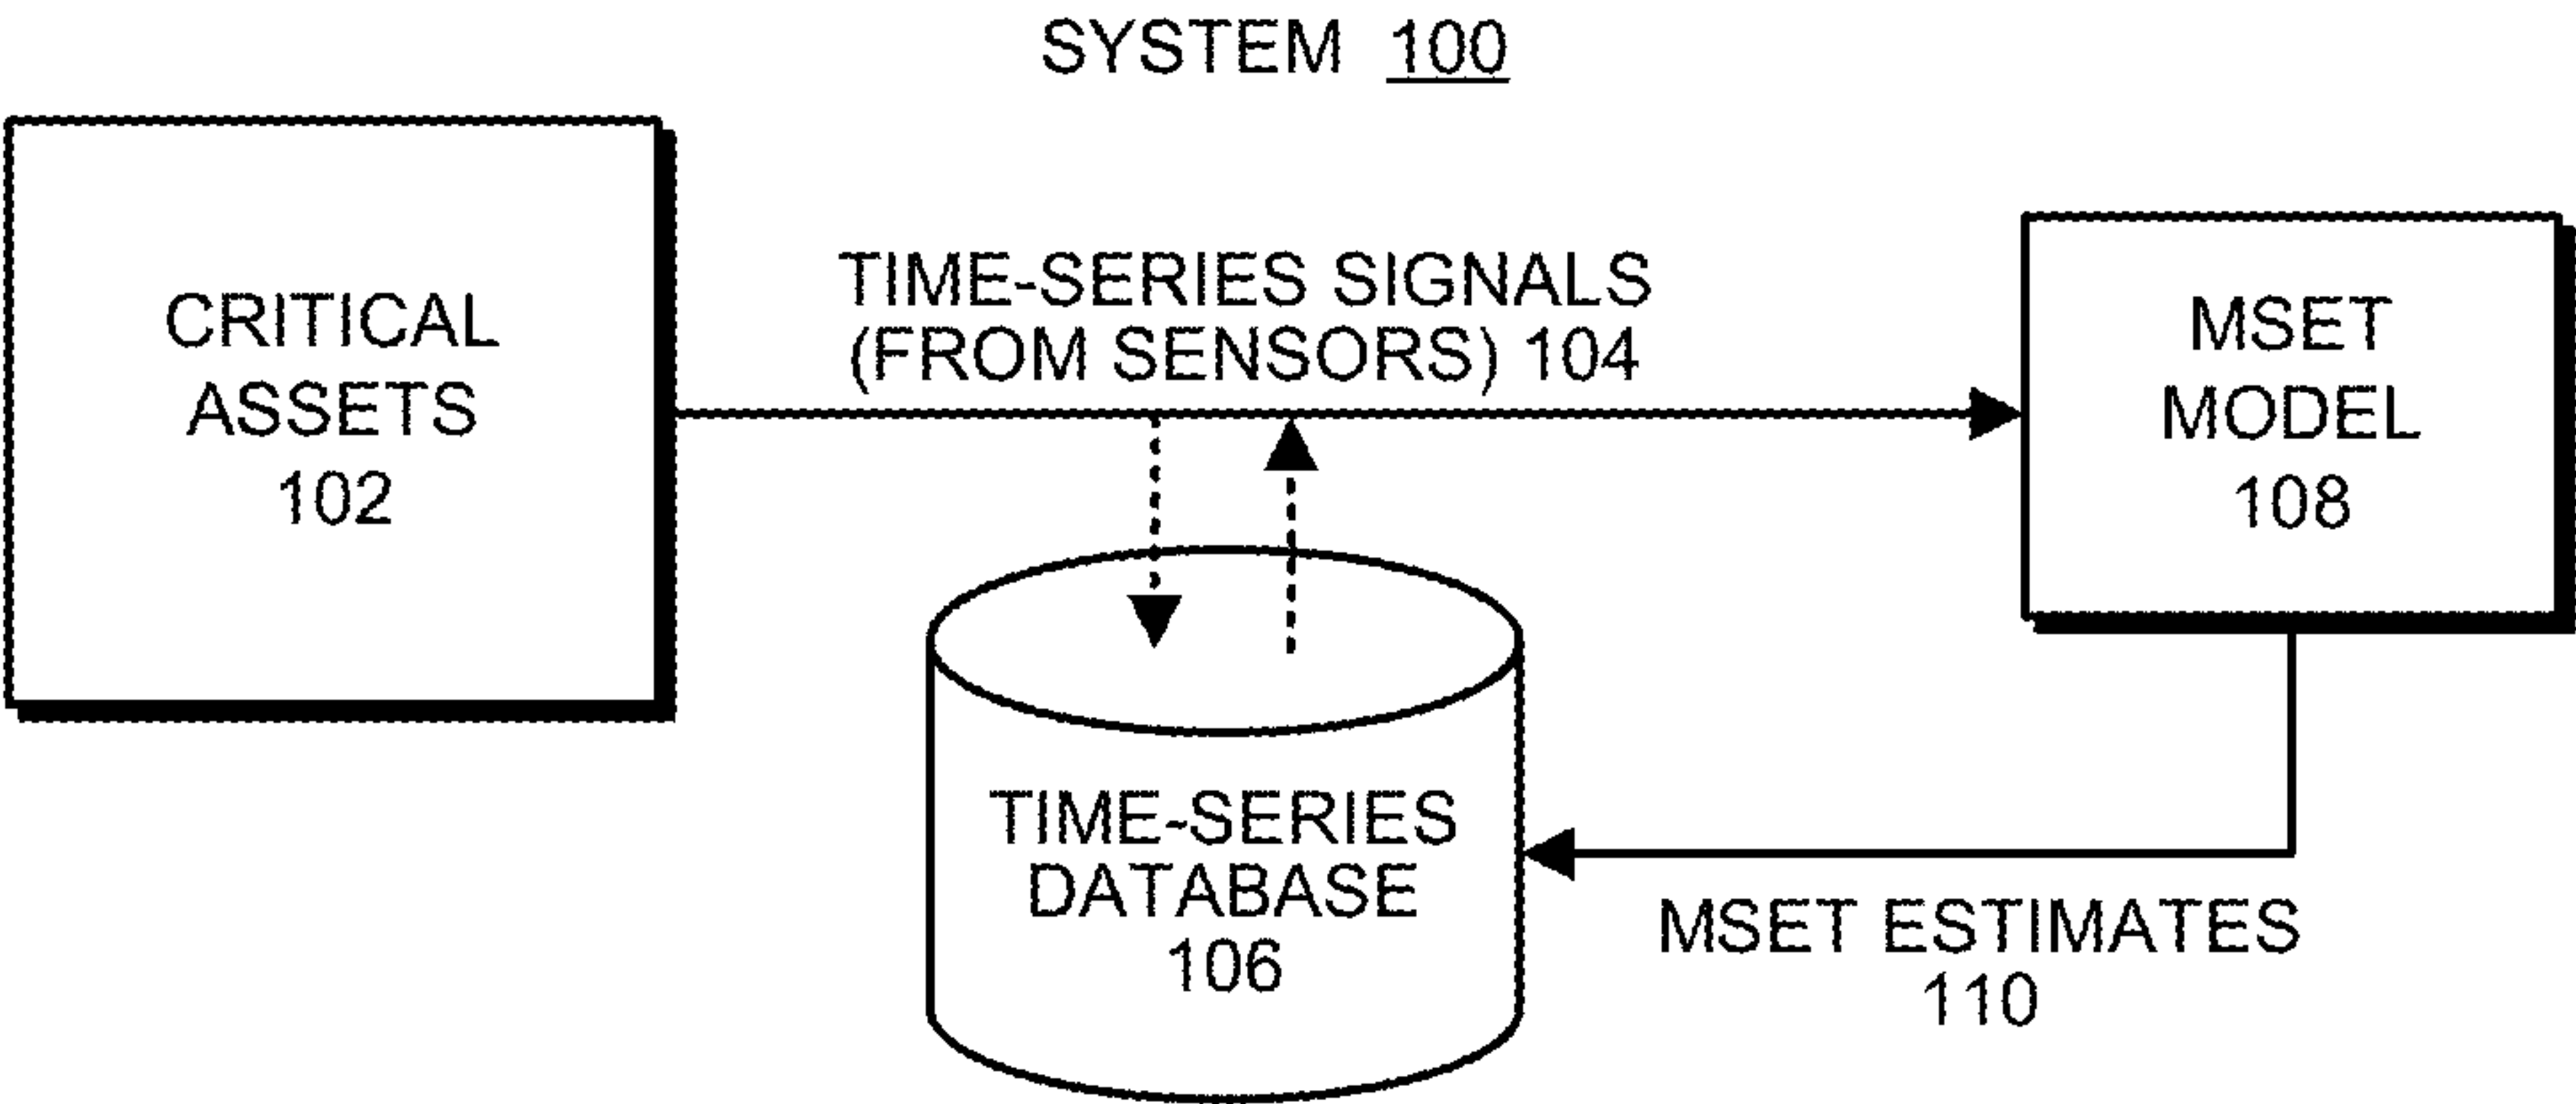 SYSTEM 100
CRITICAL
ASSETS
102
TIME-SERIES SIGNALS
(FROM SENSORS) 104
MSET
MODEL
108
TIME-SERIES
DATABASE
106
MSET ESTIMATES
110